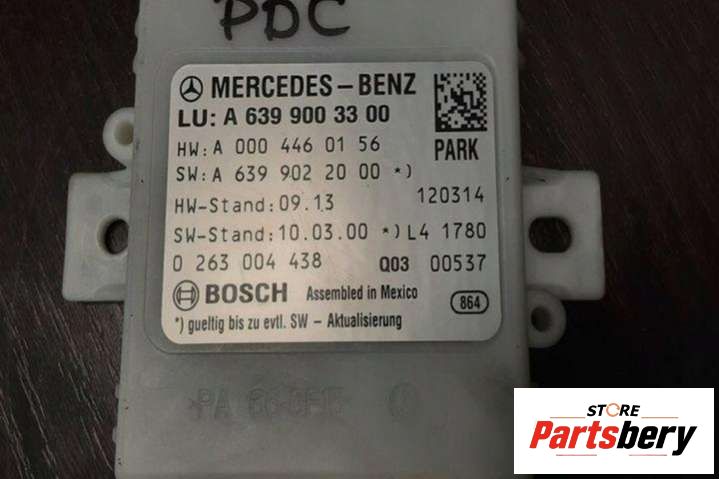 PDC
MERCEDES-BENZ
LU: A 639 900 33 00
HW: A 000 446 01 56
PARK
SW: A 639 902 20 00 *)
HW-Stand: 09.13 120314
SW-Stand: 10.03.00 *) L4 1780
0 263 004 438 Q03 00537
BOSCH Assembled in Mexico 864
*) gueltig bis zu evtl. SW - Aktualisierung
STORE
Partsbery